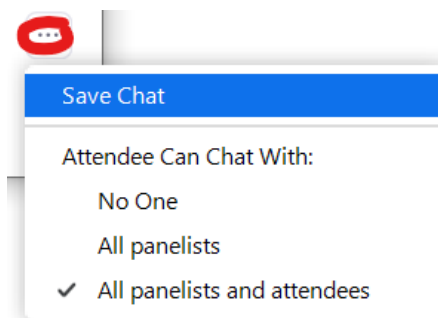 Save Chat
Attendee Can Chat With:
No One
All panelists
All panelists and attendees